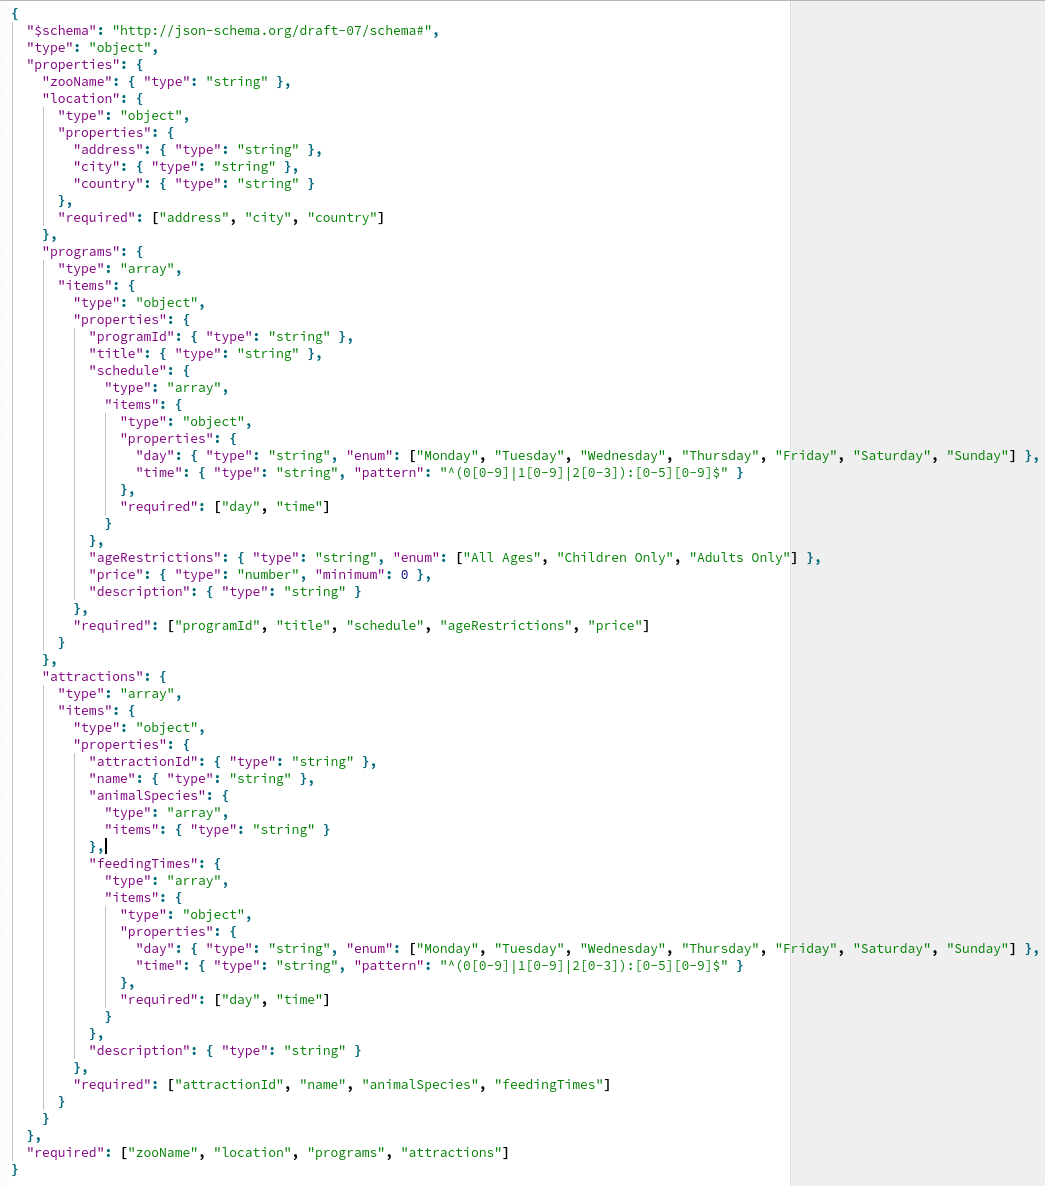 {
  "$schema": "http://json-schema.org/draft-07/schema#",
  "type": "object",
  "properties": {
    "zooName": { "type": "string" },
    "location": {
      "type": "object",
      "properties": {
        "address": { "type": "string" },
        "city": { "type": "string" },
        "country": { "type": "string" }
      },
      "required": ["address", "city", "country"]
    },
    "programs": {
      "type": "array",
      "items": {
        "type": "object",
        "properties": {
          "programId": { "type": "string" },
          "title": { "type": "string" },
          "schedule": {
            "type": "array",
            "items": {
              "type": "object",
              "properties": {
                "day": { "type": "string", "enum": ["Monday", "Tuesday", "Wednesday", "Thursday", "Friday", "Saturday", "Sunday"] },
                "time": { "type": "string", "pattern": "^(0[0-9]|1[0-9]|2[0-3]):[0-5][0-9]$" }
              },
              "required": ["day", "time"]
            }
          },
          "ageRestrictions": { "type": "string", "enum": ["All Ages", "Children Only", "Adults Only"] },
          "price": { "type": "number", "minimum": 0 },
          "description": { "type": "string" }
        },
        "required": ["programId", "title", "schedule", "ageRestrictions", "price"]
      }
    },
    "attractions": {
      "type": "array",
      "items": {
        "type": "object",
        "properties": {
          "attractionId": { "type": "string" },
          "name": { "type": "string" },
          "animalSpecies": {
            "type": "array",
            "items": { "type": "string" }
          },
          "feedingTimes": {
            "type": "array",
            "items": {
              "type": "object",
              "properties": {
                "day": { "type": "string", "enum": ["Monday", "Tuesday", "Wednesday", "Thursday", "Friday", "Saturday", "Sunday"] },
                "time": { "type": "string", "pattern": "^(0[0-9]|1[0-9]|2[0-3]):[0-5][0-9]$" }
              },
              "required": ["day", "time"]
            }
          },
          "description": { "type": "string" }
        },
        "required": ["attractionId", "name", "animalSpecies", "feedingTimes"]
      }
    }
  },
  "required": ["zooName", "location", "programs", "attractions"]
}